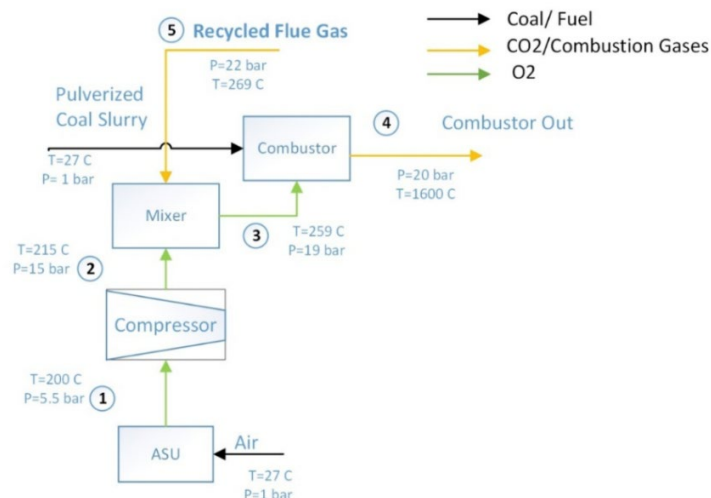 5 Recycled Flue Gas
P=22 bar
T=269 C
Coal/ Fuel
CO2/Combustion Gases
O2
Pulverized
Coal Slurry
T=27 C
P= 1 bar
Combustor
4 Combustor Out
P=20 bar
T=1600 C
Mixer
3
T=259 C
P=19 bar
T=215 C
P=15 bar 2
Compressor
T=200 C
P=5.5 bar 1
ASU
Air
T=27 C
P=1 bar